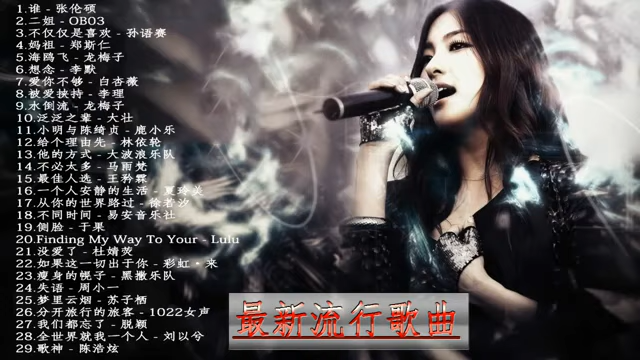 1.谁 - 张伦硕
2.二姐 - OB03
3.不仅仅是喜欢 - 孙语赛
4.妈祖 - 郑斯仁
5.海鸥飞 - 龙梅子
6.想念 - 李默
7.爱你不够 - 白杏薇
8.被爱挟持 - 李理
9.水倒流 - 龙梅子
10.泛泛之辈 - 大壮
11.小明与陈绮贞 - 鹿小乐
12.给个理由先 - 林依轮
13.他的方式 - 大波浪乐队
14.不必太多 - 马雨梵
15.最佳人选 - 王矜霖
16.一个人安静的生活 - 夏玲美
17.从你的世界路过 - 徐若汐
18.不同时间 - 易安音乐社
19.侧脸 - 于果
20.Finding My Way To Your - Lulu
21.没爱了 - 杜婧荧
22.如果这一切出于你 - 彩虹·来
23.瘦身的幌子 - 黑撒乐队
24.失语 - 周小一
25.梦里云烟 - 苏子栖
26.分开旅行的旅客 - 1022女声
27.我们都忘了 - 脱颖
28.全世界就我一个人 - 刘以兮
29.歌神 - 陈浩炫
最新流行歌曲